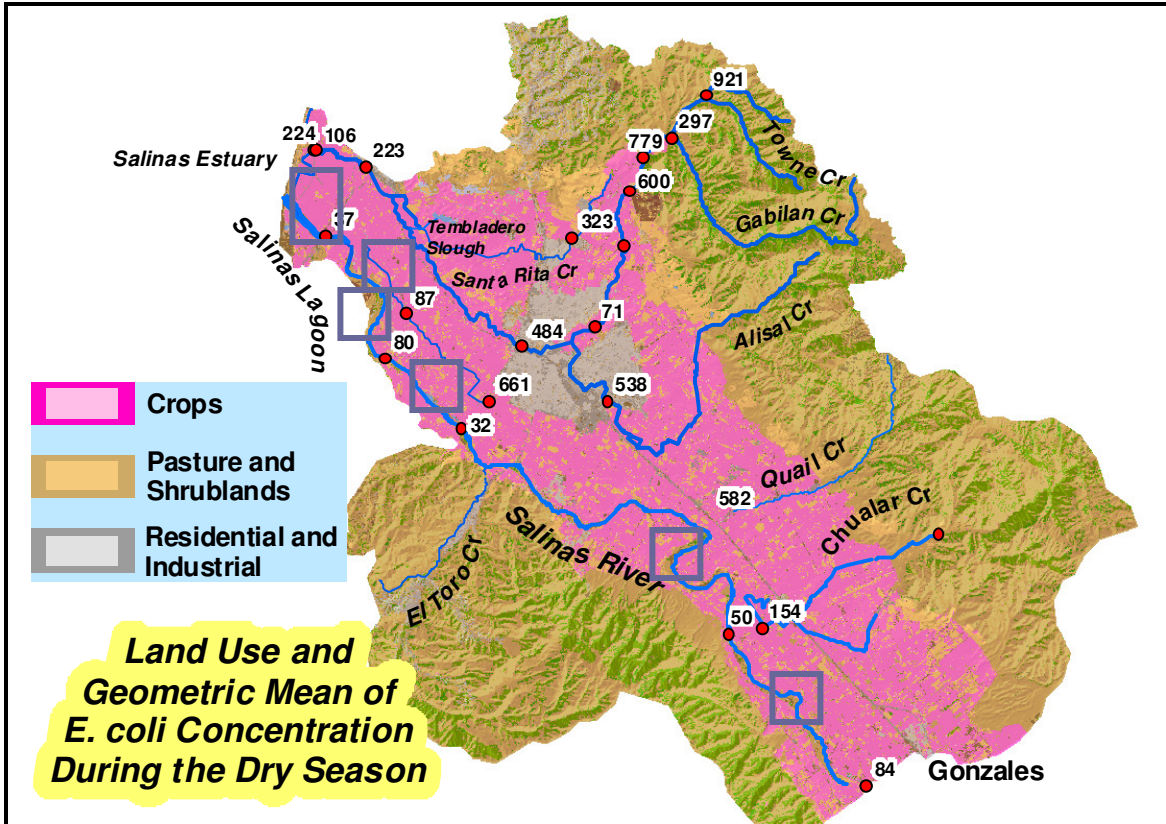 921
297
779
224
106
223
Salinas Estuary
600
Towne Cr
Gabilan Cr
37
Tembladero
Slough
323
Santa Rita Cr
Salinas Lagoon
87
484
71
Alisal Cr
80
661
538
32
Crops
Pasture and
Shrublands
Residential and
Industrial
Quail Cr
582
Chualar Cr
Salinas River
El Toro Cr
50
154
Land Use and
Geometric Mean of
E. coli Concentration
During the Dry Season
84
Gonzales